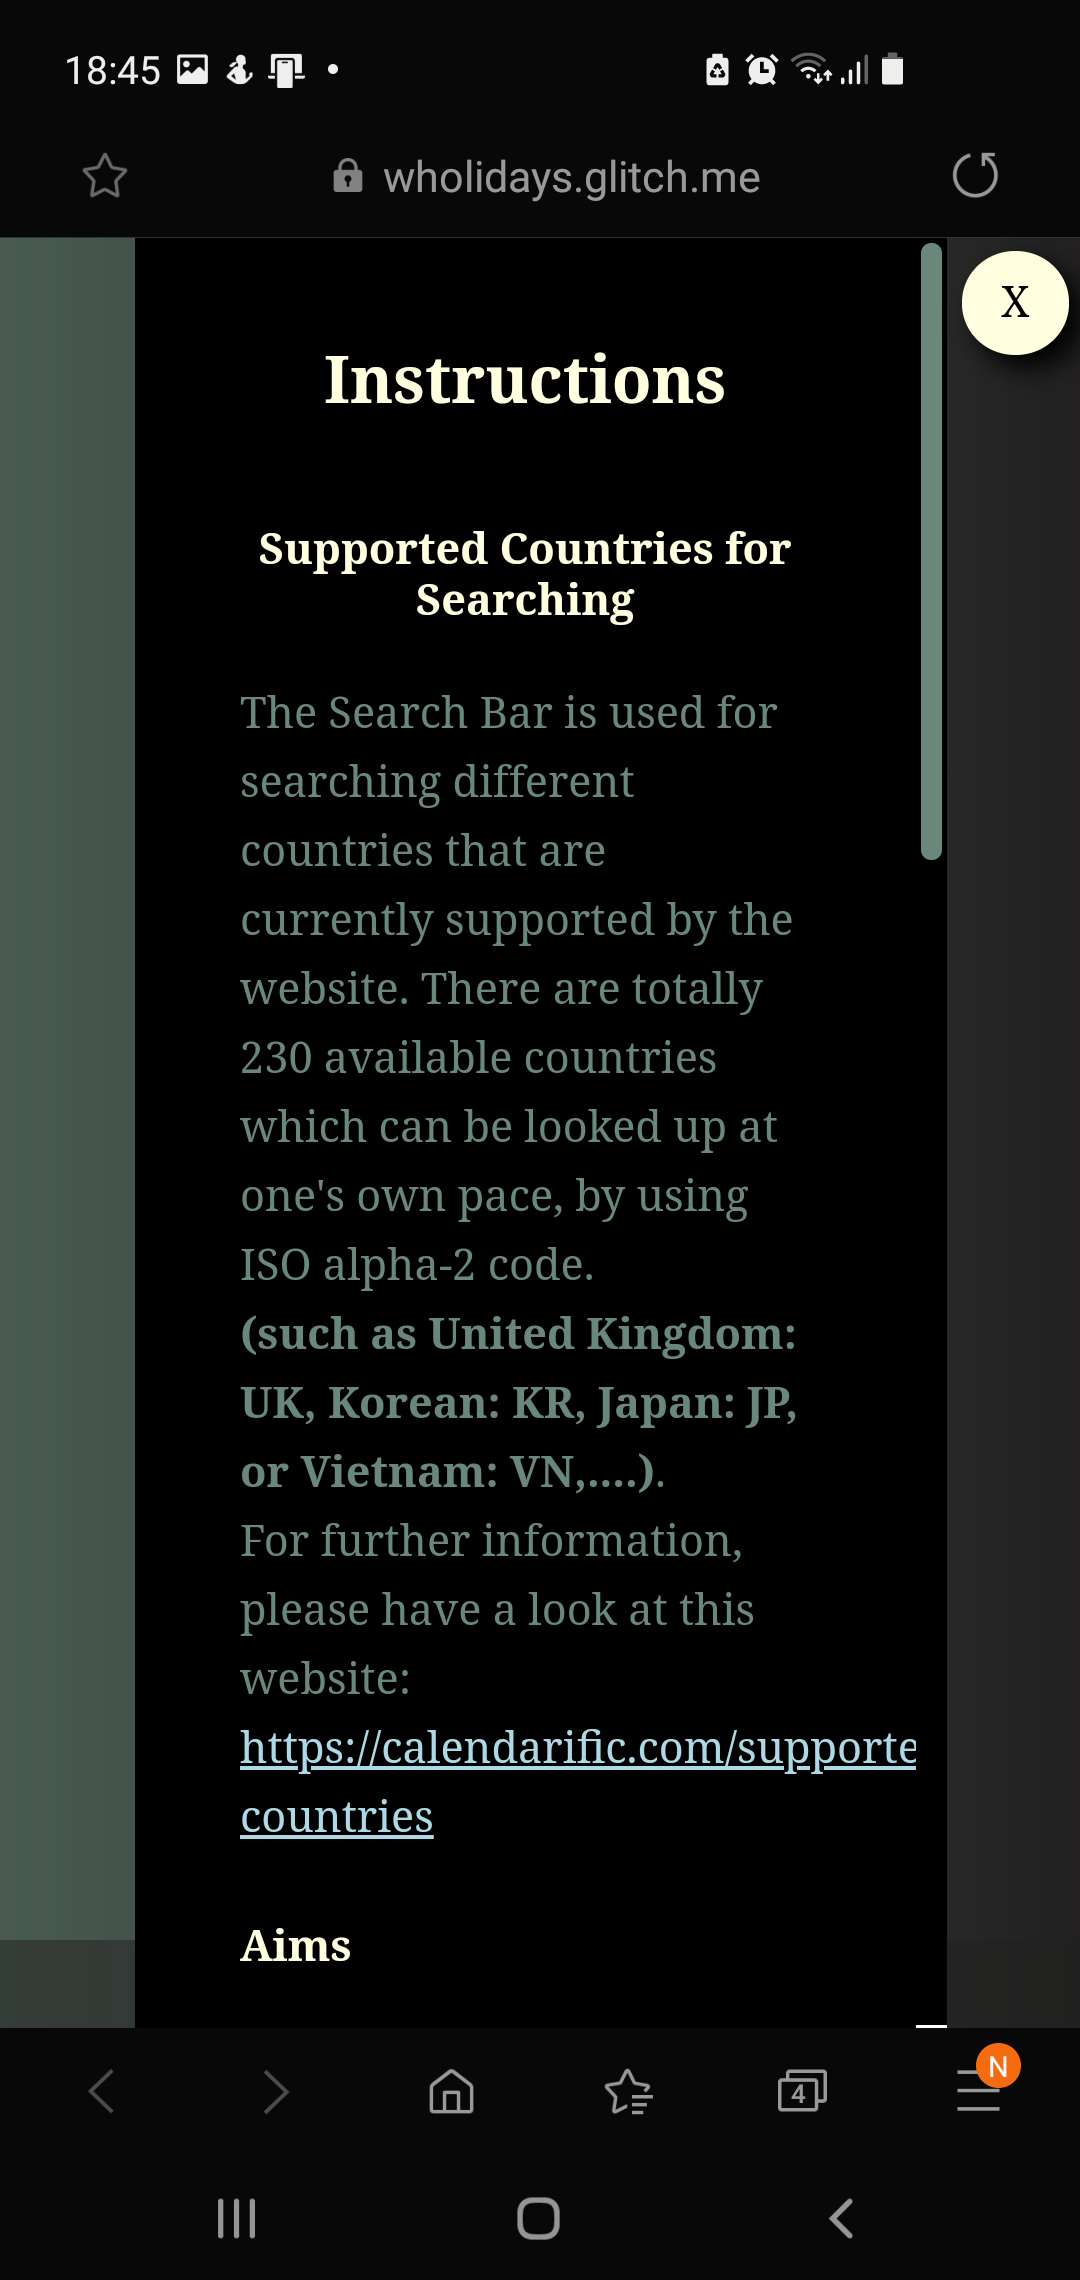 18:45
wholidays.glitch.me
X
Instructions
Supported Countries for
Searching
The Search Bar is used for
searching different
countries that are
currently supported by the
website. There are totally
230 available countries
which can be looked up at
one's own pace, by using
ISO alpha-2 code.
(such as United Kingdom:
UK, Korean: KR, Japan: JP,
or Vietnam: VN,....).
For further information,
please have a look at this
website:
https://calendarific.com/supporte
countries
Aims
4
N